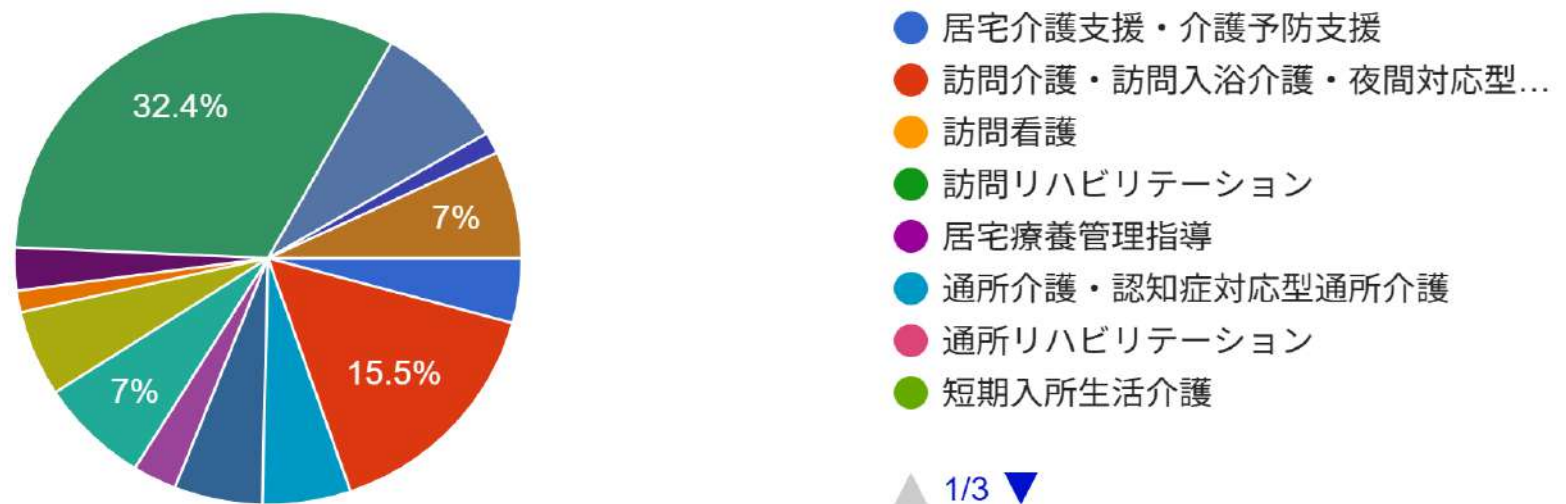 32.4%
7%
15.5%
7%
居宅介護支援・介護予防支援
訪問介護・訪問入浴介護・夜間対応型...
訪問看護
訪問リハビリテーション
居宅療養管理指導
通所介護・認知症対応型通所介護
通所リハビリテーション
短期入所生活介護
1/3